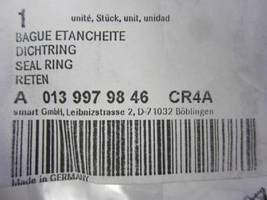 1
unité, Stück, unit, unidad
BAGUE ETANCHEITE
DICHTRING
SEAL RING
RETEN
A 013 997 98 46 CR4A
smart GmbH, Leibnizstrasse 2, D-71032 Böblingen
Made in GERMANY